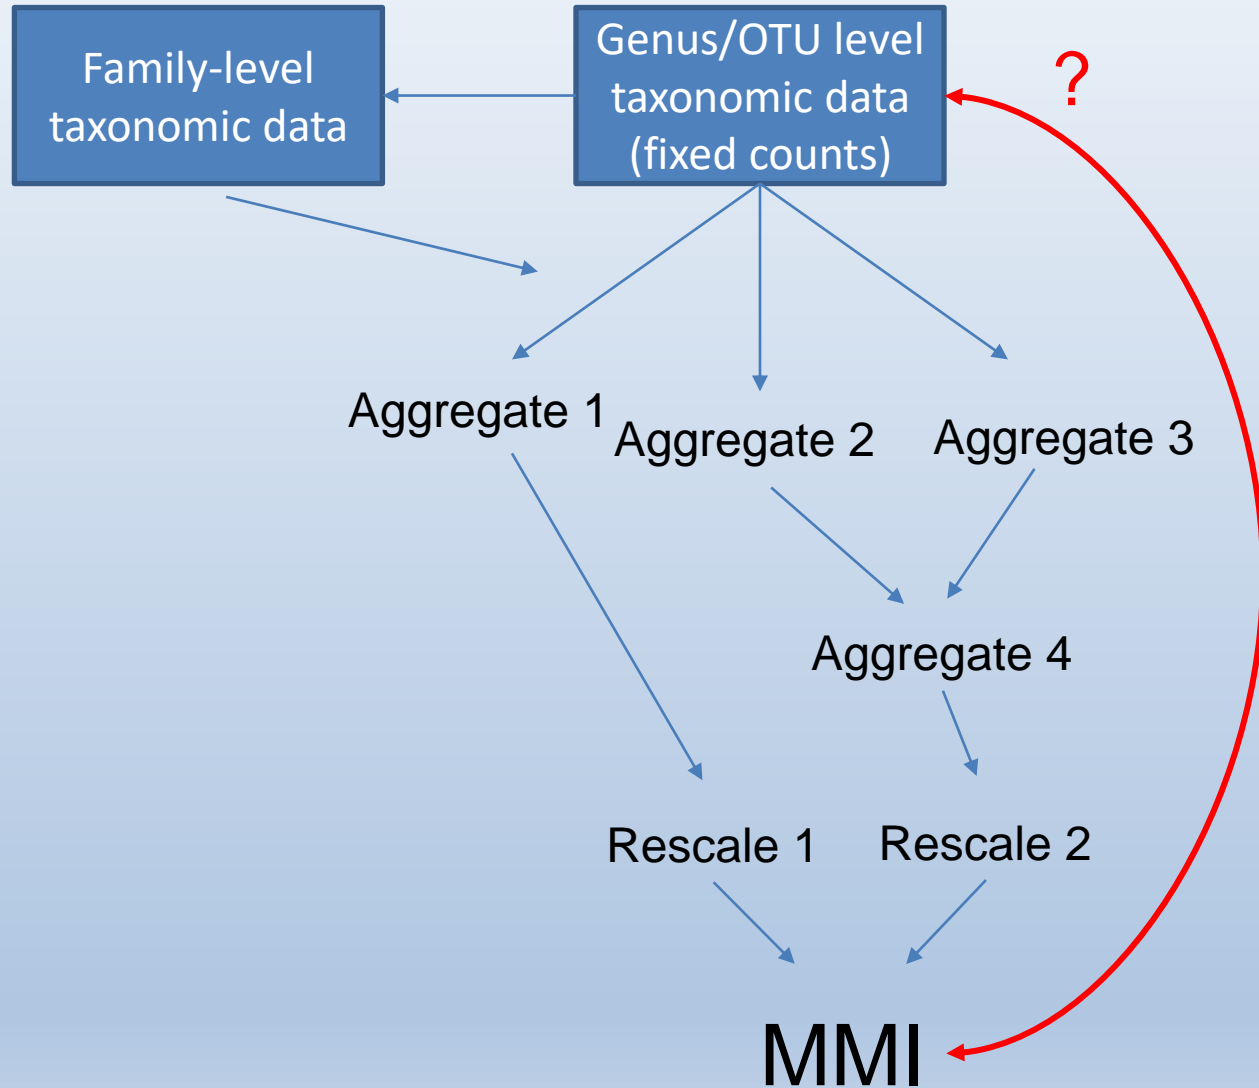 Family-level
taxonomic data
Genus/OTU level
taxonomic data
(fixed counts)
?
Aggregate 1
Aggregate 2
Aggregate 3
Aggregate 4
Rescale 1
Rescale 2
MMI